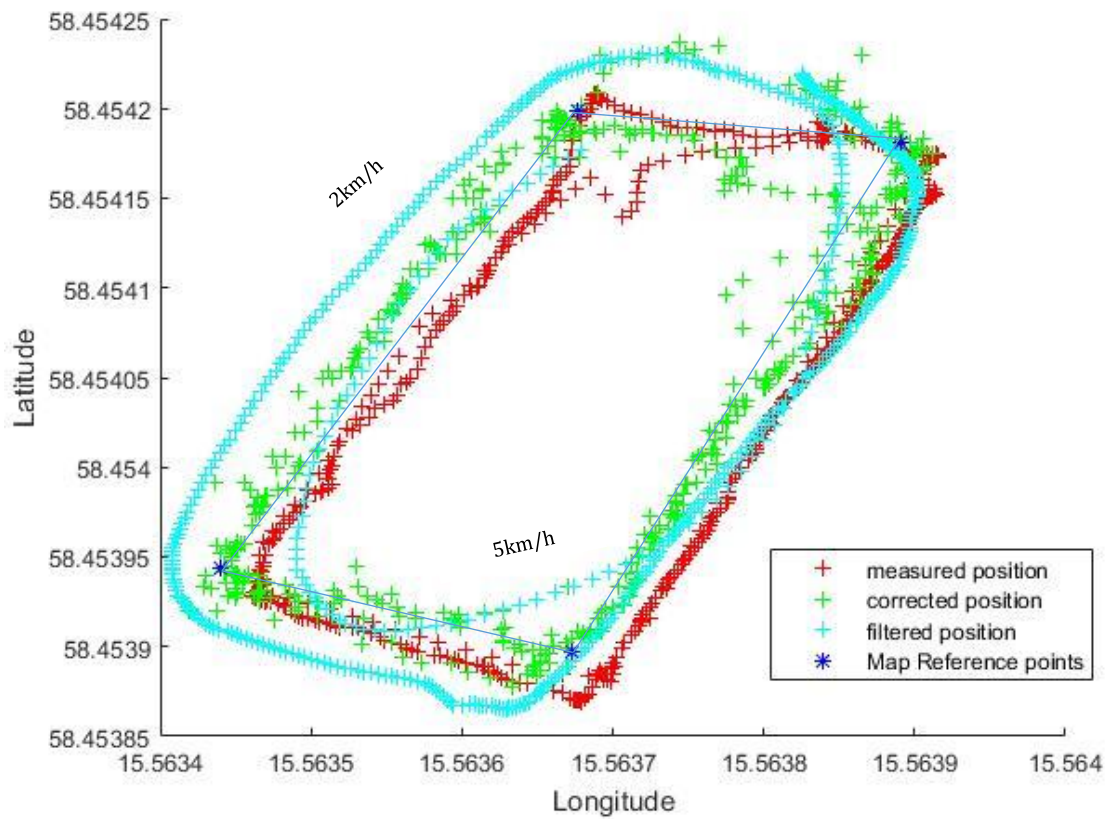 58.45425
58.4542
58.45415
58.4541
58.45405
58.454
58.45395
58.4539
58.45385
Latitude
2km/h
5km/h
measured position
corrected position
filtered position
Map Reference points
15.5634 15.5635 15.5636 15.5637 15.5638 15.5639 15.564
Longitude